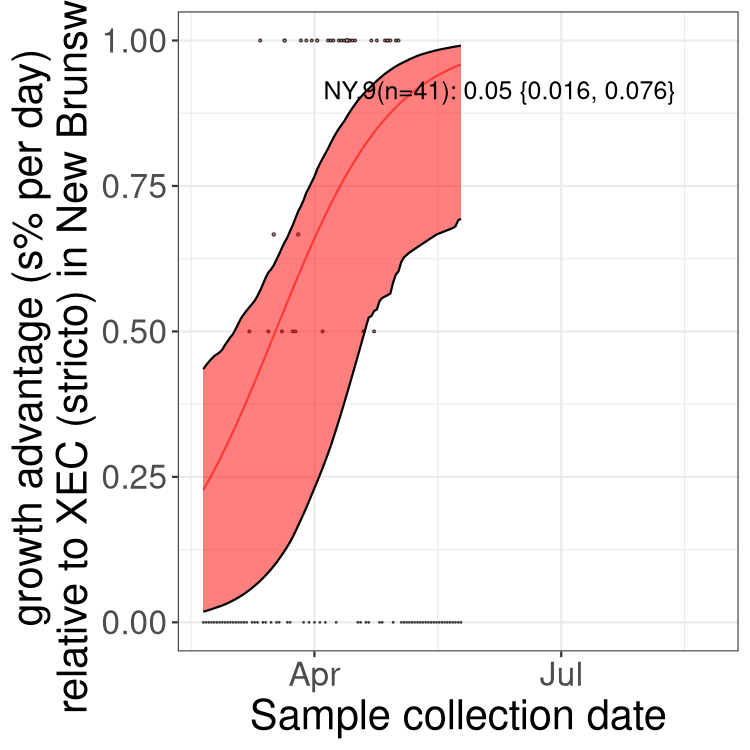 growth advantage (s% per day)
relative to XEC (stricto) in New Brunsw
1.00
0.75
0.50
0.25
0.00
NY.9(n=41): 0.05 {0.016, 0.076}
Apr
Jul
Sample collection date